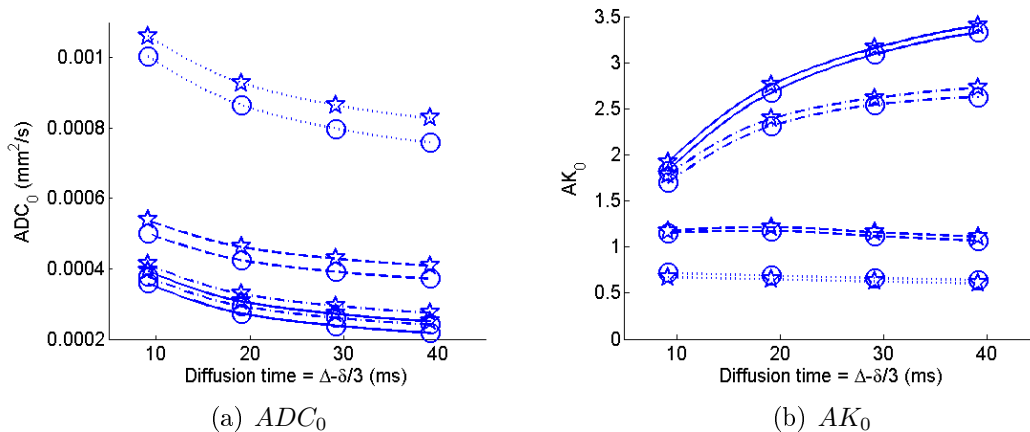 0.001
0.0008
0.0006
0.0004
0.0002
ADC₀ (mm²/s)
10 20 30 40
Diffusion time = Δ-δ/3 (ms)
(a) ADC₀
3.5
3
2.5
2
1.5
1
0.5
0
AK₀
10 20 30 40
Diffusion time = Δ-δ/3 (ms)
(b) AK₀